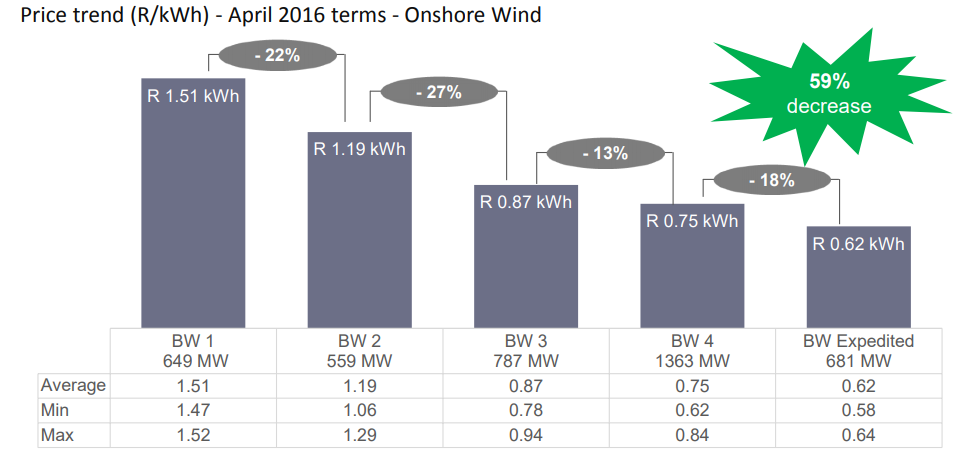 Price trend (R/kWh) - April 2016 terms - Onshore Wind
- 22%
- 27%
- 13%
- 18%
59%
decrease
R 1.51 kWh
R 1.19 kWh
R 0.87 kWh
R 0.75 kWh
R 0.62 kWh
BW 1 BW 2 BW 3 BW 4 BW Expedited
649 MW 559 MW 787 MW 1363 MW 681 MW
Average 1.51 1.19 0.87 0.75 0.62
Min 1.47 1.06 0.78 0.62 0.58
Max 1.52 1.29 0.94 0.84 0.64